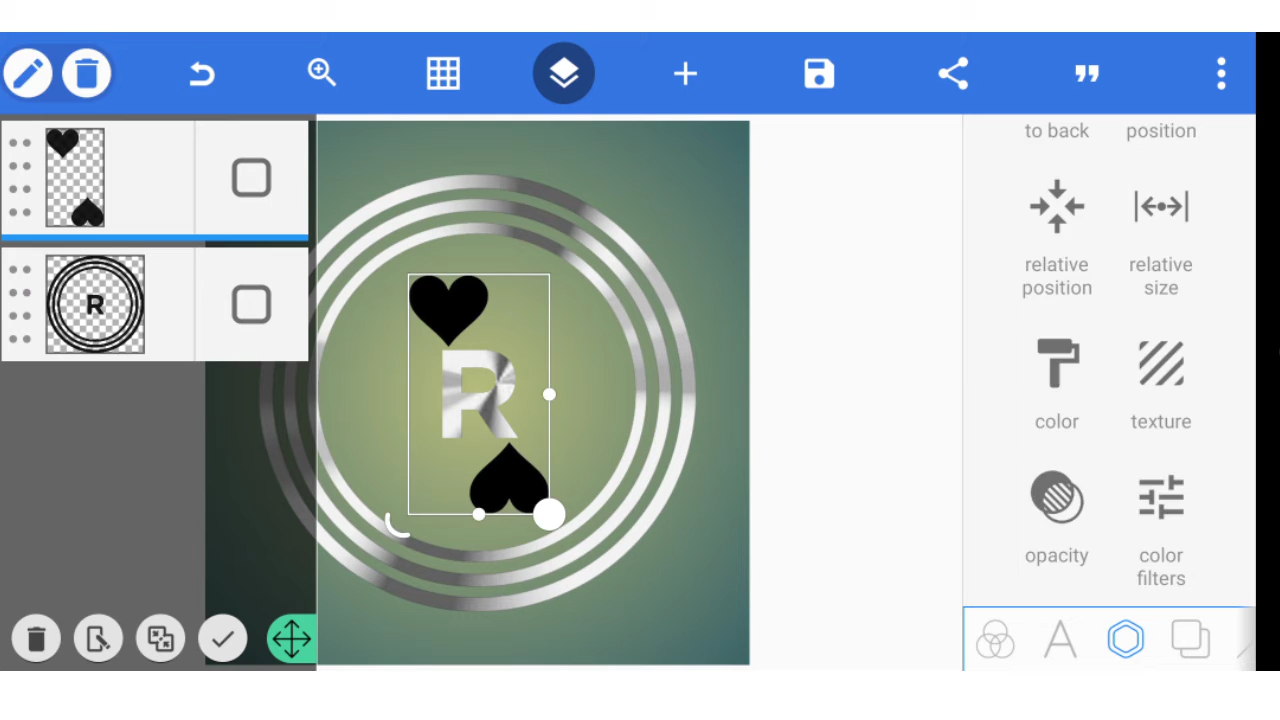 to back
position
relative
position
relative
size
color
texture
opacity
color
filters
R
R
A